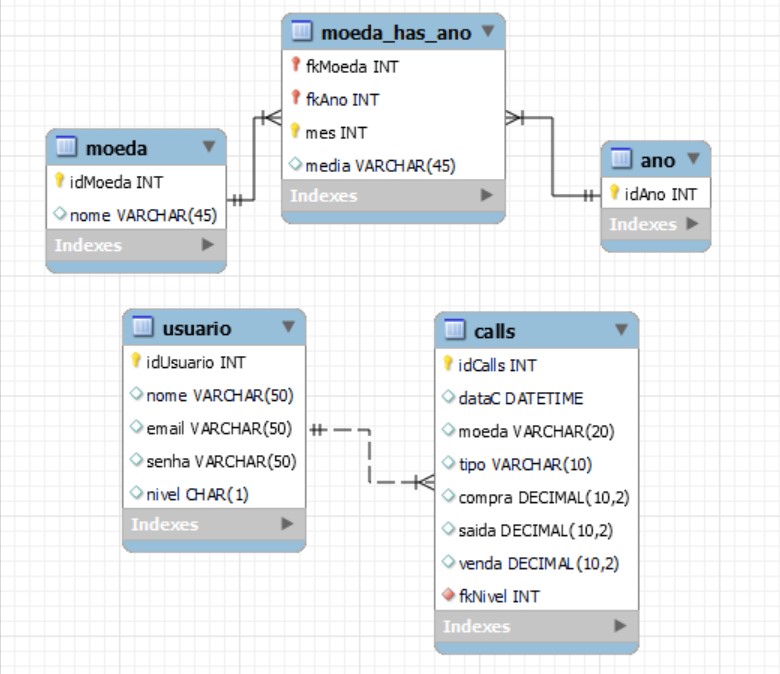 moeda_has_ano
fkMoeda INT
fkAno INT
mes INT
media VARCHAR(45)
Indexes
moeda
idMoeda INT
nome VARCHAR(45)
Indexes
ano
idAno INT
Indexes
usuario
idUsuario INT
nome VARCHAR(50)
email VARCHAR(50)
senha VARCHAR(50)
nivel CHAR(1)
Indexes
calls
idCalls INT
dataC DATETIME
moeda VARCHAR(20)
tipo VARCHAR(10)
compra DECIMAL(10,2)
saida DECIMAL(10,2)
venda DECIMAL(10,2)
fkNivel INT
Indexes